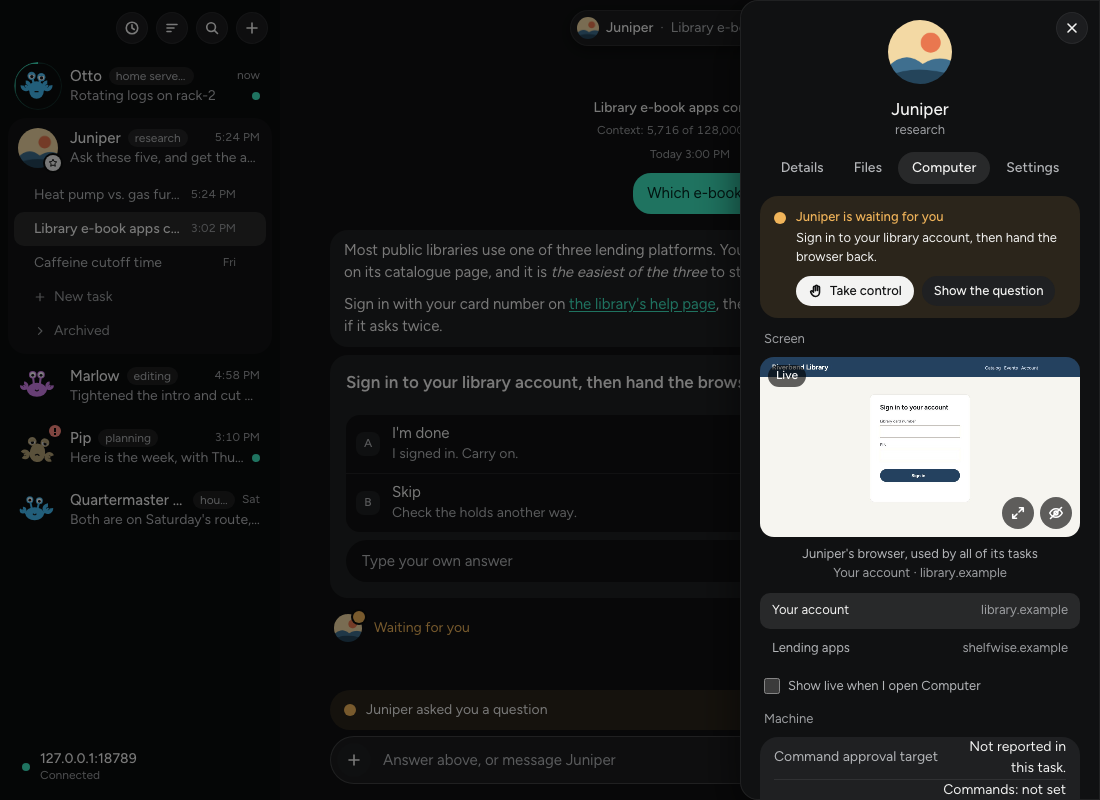 Otto
home serve...
now
Rotating logs on rack-2
Juniper
research
5:24 PM
Ask these five, and get the a...
Heat pump vs. gas fur...
5:24 PM
Library e-book apps c...
3:02 PM
Caffeine cutoff time
Fri
New task
Archived
Marlow
editing
4:58 PM
Tightened the intro and cut ...
Pip
planning
3:10 PM
Here is the week, with Thu...
Quartermaster ...
hou...
Sat
Both are on Saturday's route,...
127.0.0.1:18789
Connected
Juniper · Library e-b
Library e-book apps co
Context: 5,716 of 128,000
Today 3:00 PM
Which e-book
Most public libraries use one of three lending platforms. You
on its catalogue page, and it is the easiest of the three to st
Sign in with your card number on the library's help page, the
if it asks twice.
Sign in to your library account, then hand the brows
A
I'm done
I signed in. Carry on.
B
Skip
Check the holds another way.
Type your own answer
Waiting for you
Juniper asked you a question
Answer above, or message Juniper
Juniper
research
Details
Files
Computer
Settings
Juniper is waiting for you
Sign in to your library account, then hand the
browser back.
Take control
Show the question
Screen
Library
Catalog Events Account
Live
Sign in to your account
Library card number
Sign in
Juniper's browser, used by all of its tasks
Your account · library.example
Your account
library.example
Lending apps
shelfwise.example
Show live when I open Computer
Machine
Command approval target
Not reported in
this task.
Commands: not set